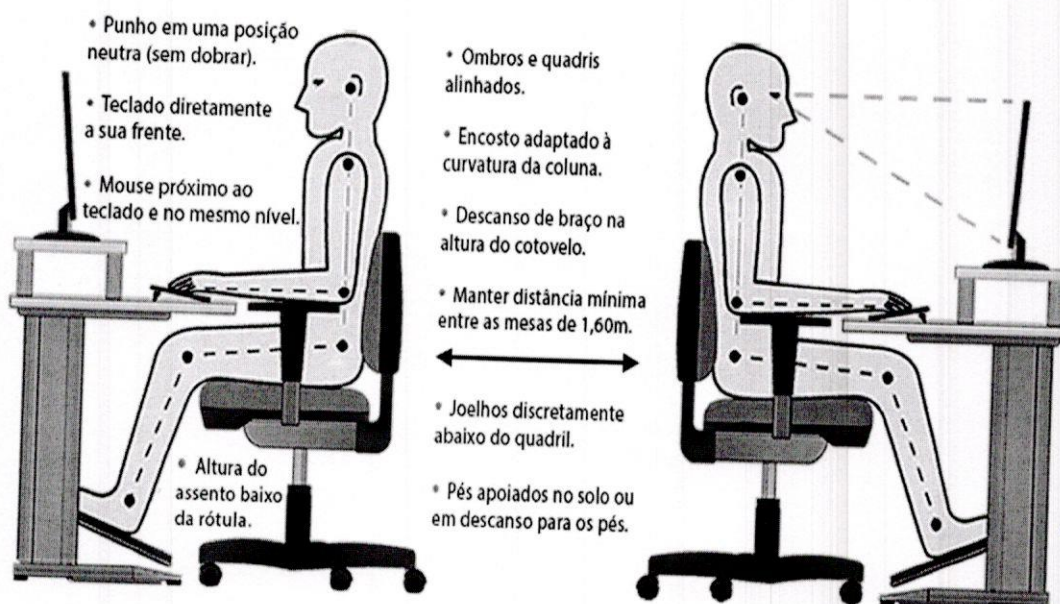 • Punho em uma posição
neutra (sem dobrar).
• Teclado diretamente
a sua frente.
• Mouse próximo ao
teclado e no mesmo nível.
• Altura do
assento baixo
da rótula.
• Ombros e quadris
alinhados.
• Encosto adaptado à
curvatura da coluna.
• Descanso de braço na
altura do cotovelo.
• Manter distância mínima
entre as mesas de 1,60m.
• Joelhos discretamente
abaixo do quadril.
• Pés apoiados no solo ou
em descanso para os pés.